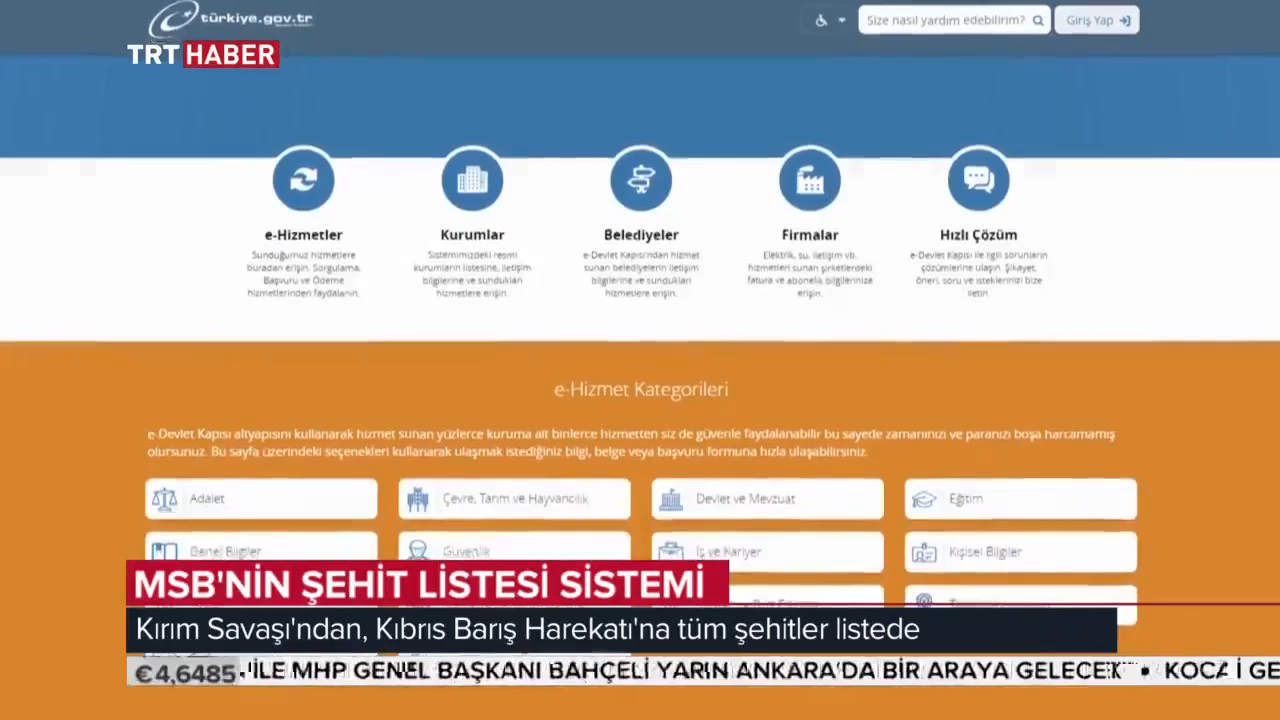 türkiye.gov.tr
Size nasıl yardım edebilirim?
Giriş Yap
TRT HABER
e-Hizmetler
Sunduğumuz hizmetlere
buradan erişin. Sorgulama,
Başvuru ve Ödeme
hizmetlerinden faydalanın.
Kurumlar
Sistemimizdeki resmi
kurumların listesine, iletişim
bilgilerine ve sundukları
hizmetlere erişin.
Belediyeler
e-Devlet Kapısı'ndan hizmet
sunan belediyelerin iletişim
bilgilerine ve sundukları
hizmetlere erişin.
Firmalar
Elektrik, su, iletişim vb.
hizmetleri sunan şirketlerdeki
fatura ve abonelik bilgilerinize
erişin.
Hızlı Çözüm
e-Devlet Kapısı ile ilgili sorunların
çözümlerine ulaşın. Şikayet,
öneri, soru ve isteklerinizi bize
iletin.
e-Hizmet Kategorileri
e-Devlet Kapısı altyapısını kullanarak hizmet sunan yüzlerce kuruma ait binlerce hizmetten siz de güvenle faydalanabilir bu sayede zamanınızı ve paranızı boşa harcamamış
olursunuz. Bu sayfa üzerindeki seçenekleri kullanarak ulaşmak istediğiniz bilgi, belge veya başvuru formuna hızla ulaşabilirsiniz.
Adalet
Çevre, Tarım ve Hayvancılık
Devlet ve Mevzuat
Eğitim
Genel Bilgiler
Güvenlik
İş ve Kariyer
Kişisel Bilgiler
MSB'NİN ŞEHİT LİSTESİ SİSTEMİ
Kırım Savaşı'ndan, Kıbrıs Barış Harekatı'na tüm şehitler listede
€4,6485 İLE MHP GENEL BAŞKANI BAHÇELİ YARIN ANKARA'DA BİR ARAYA GELECEK • KOCA